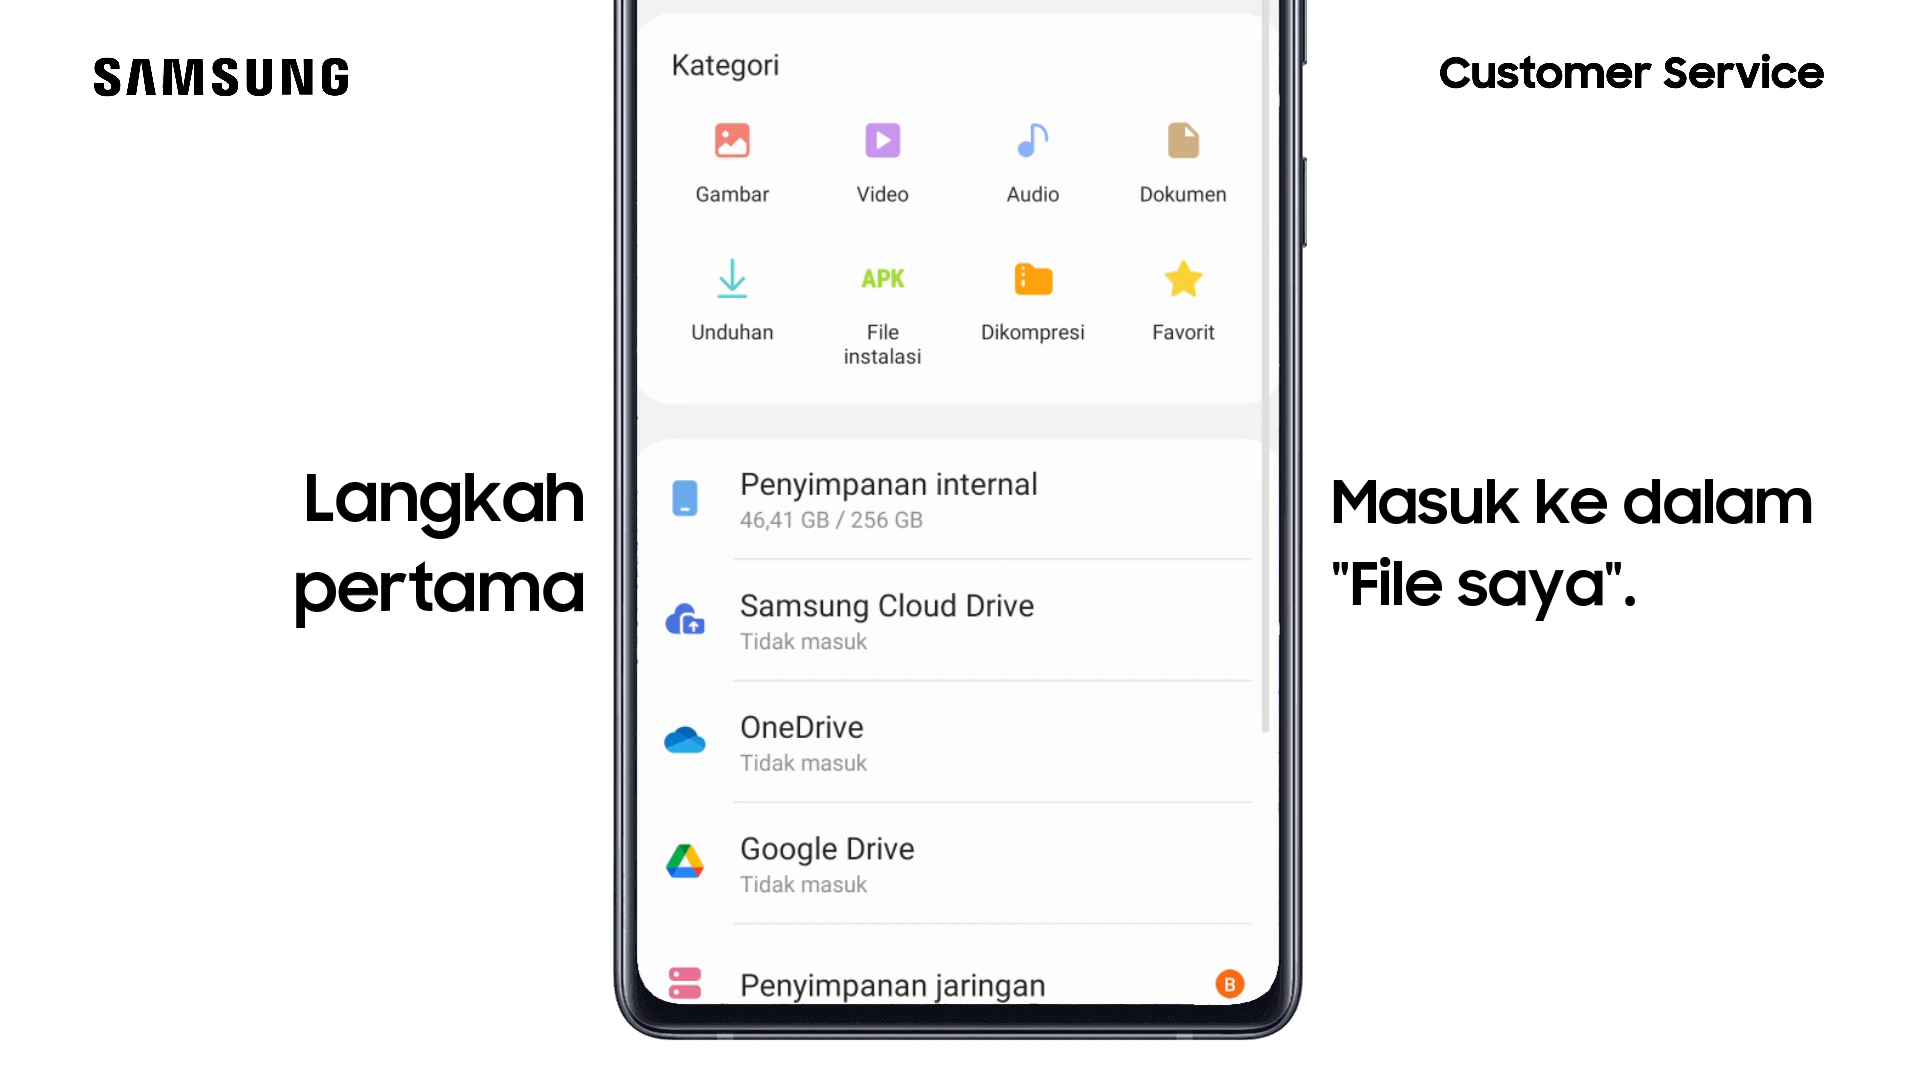 SAMSUNG
Customer Service
Langkah
pertama
Kategori
Gambar
Video
Audio
Dokumen
Unduhan
APK
File
instalasi
Dikompresi
Favorit
Penyimpanan internal
46,41 GB / 256 GB
Samsung Cloud Drive
Tidak masuk
OneDrive
Tidak masuk
Google Drive
Tidak masuk
Penyimpanan jaringan
B
Masuk ke dalam
"File saya".